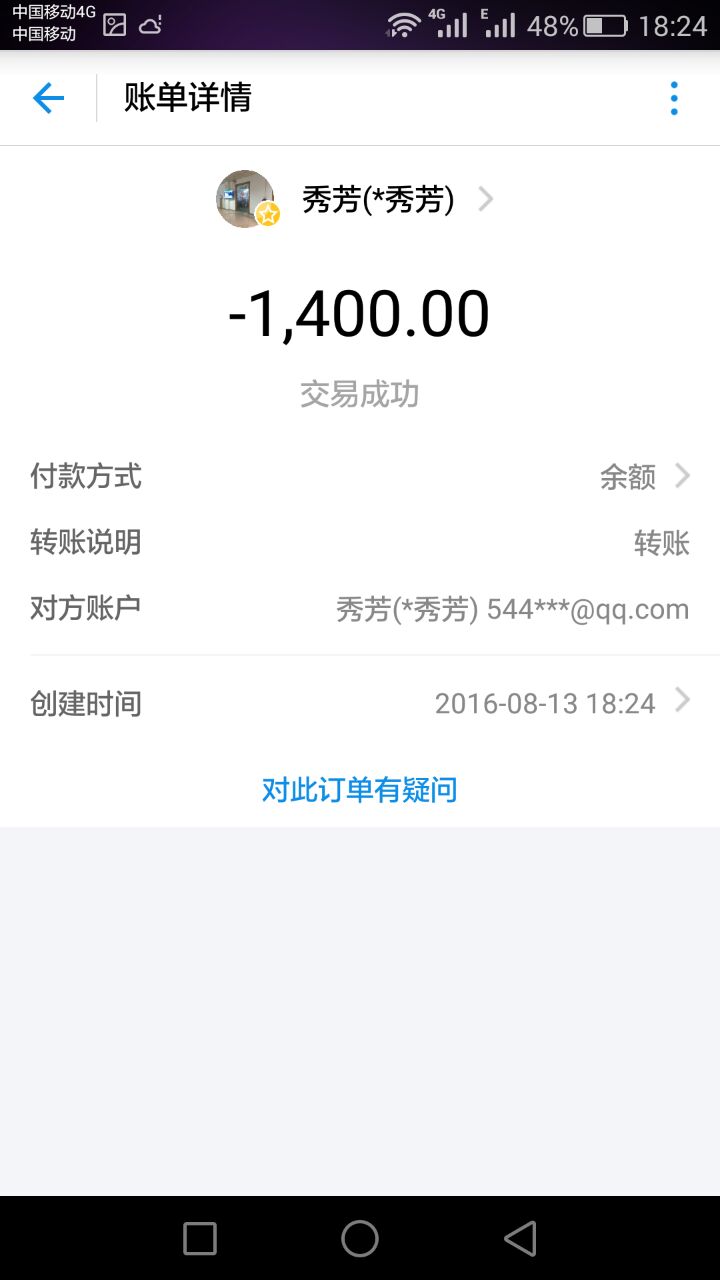 中国移动4G
中国移动
4G E 48% 18:24
账单详情
秀芳(*秀芳)
-1,400.00
交易成功
付款方式 余额
转账说明 转账
对方账户 秀芳(*秀芳) 544***@qq.com
创建时间 2016-08-13 18:24
对此订单有疑问